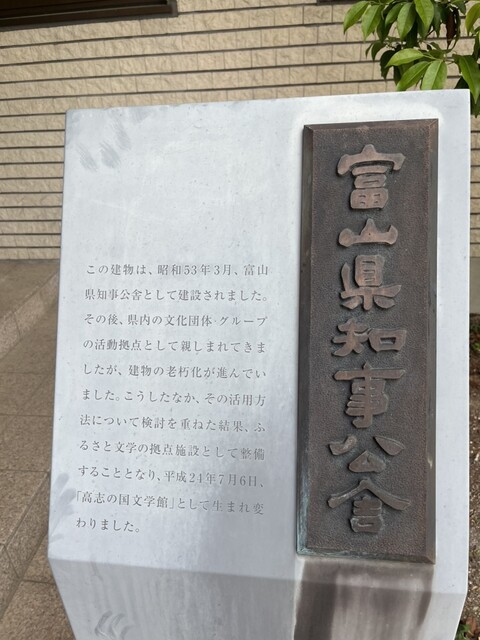 富山県知事公舎
この建物は、昭和53年3月、富山
県知事公舎として建設されました。
その後、県内の文化団体・グループ
の活動拠点として親しまれてきま
したが、建物の老朽化が進んでい
ました。こうしたなか、その活用方
法について検討を重ねた結果、ふ
るさと文学の拠点施設として整備
することとなり、平成24年7月6日、
「高志の国文学館」として生まれ変
わりました。